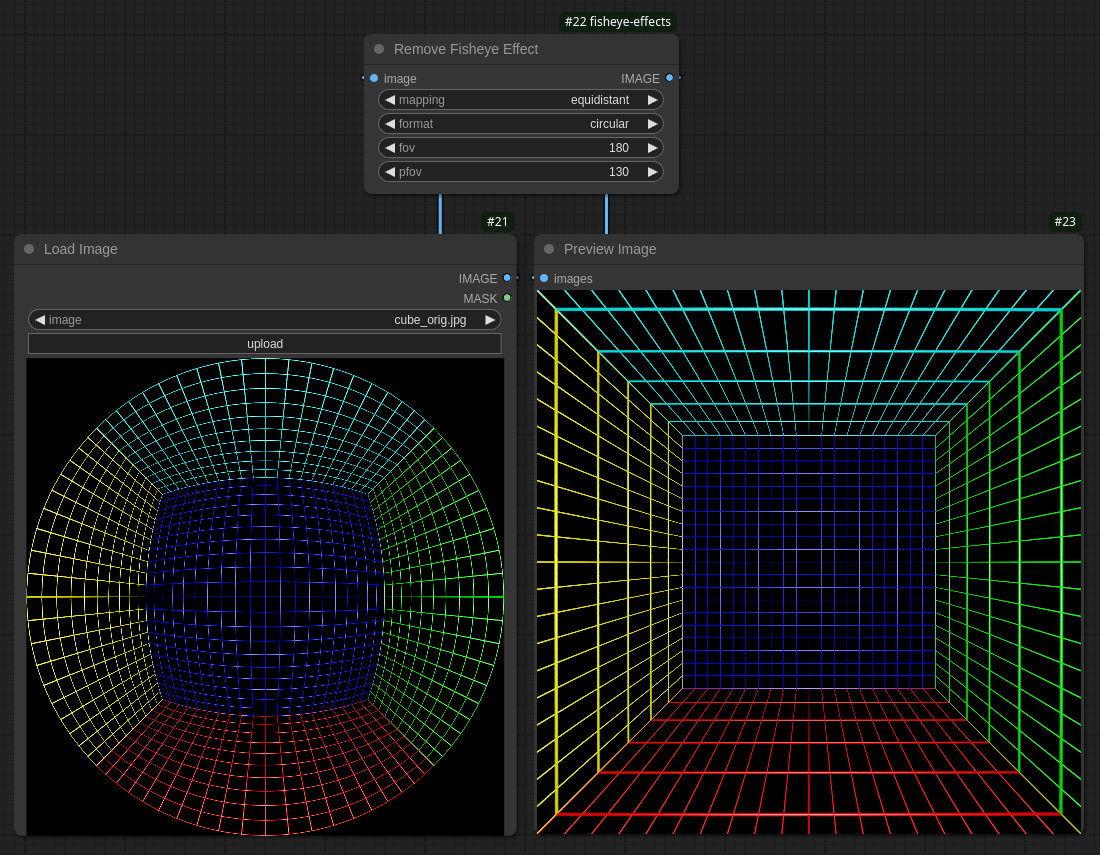 #22 fisheye-effects
Remove Fisheye Effect
image IMAGE
mapping equidistant
format circular
fov 180
pfov 130
#21
Load Image
IMAGE
MASK
image cube_orig.jpg
upload
#23
Preview Image
images